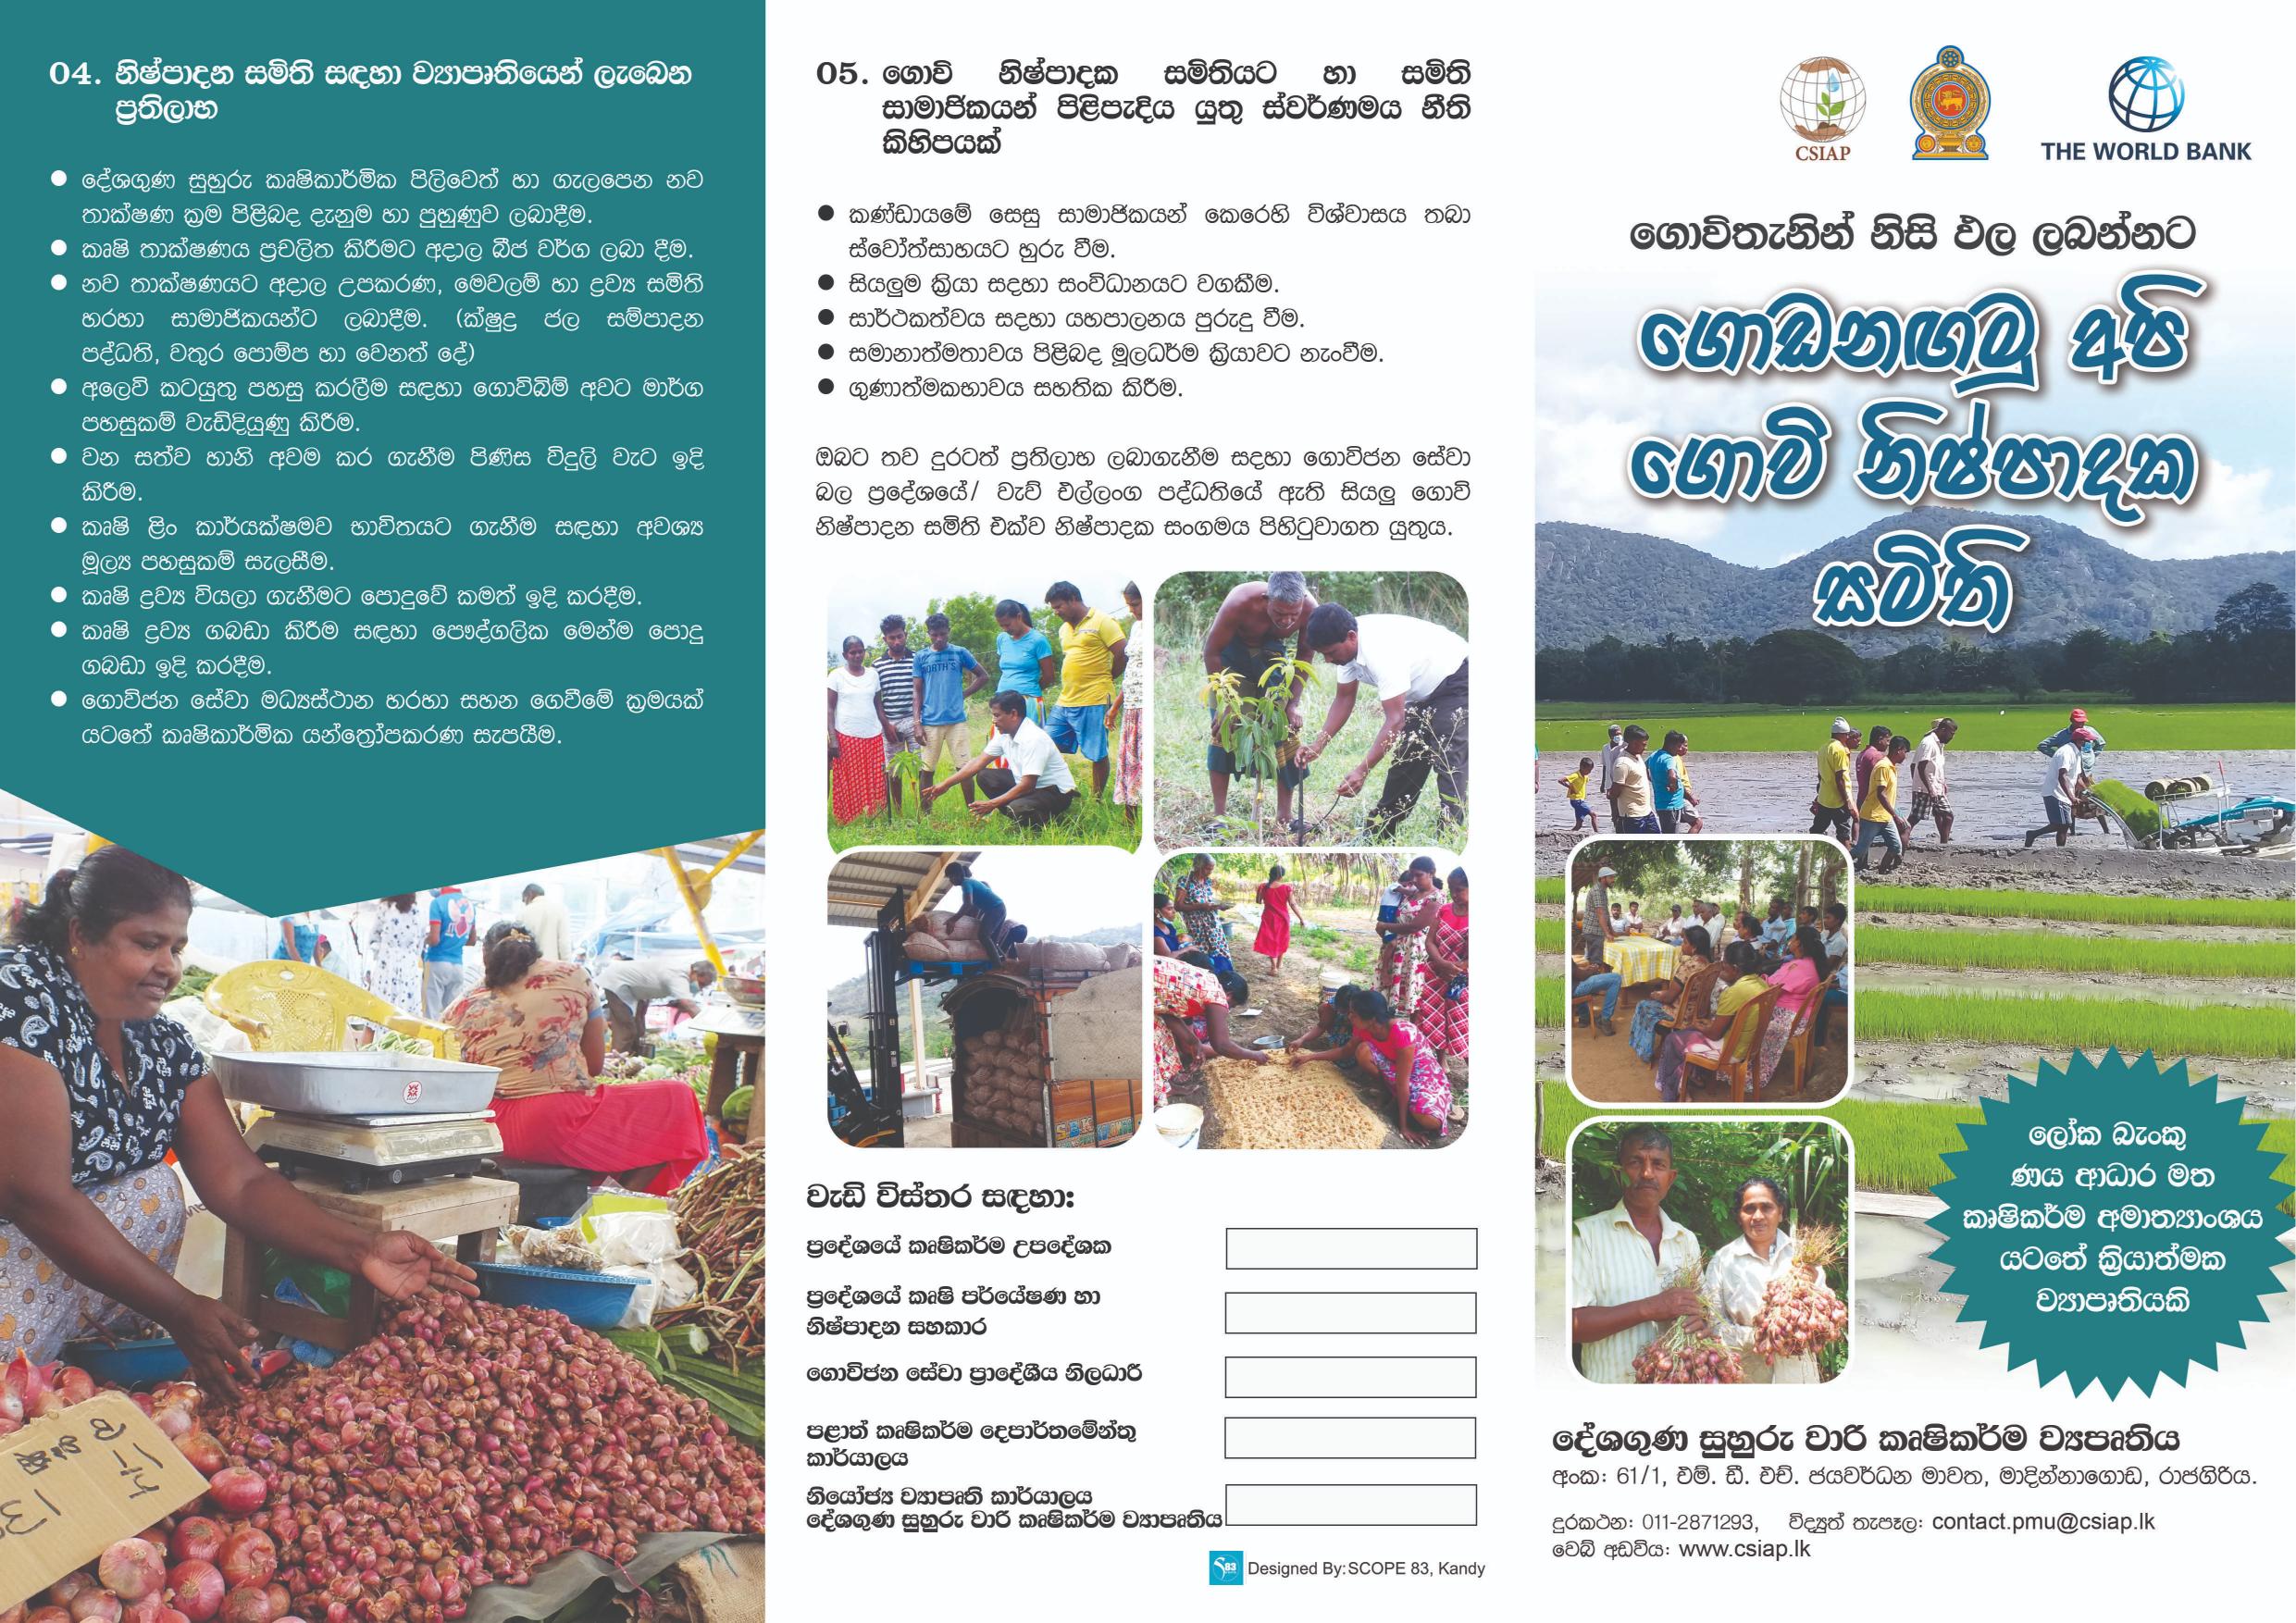 04. නිෂ්පාදන සමිති සඳහා ව්‍යාපෘතියෙන් ලැබෙන
ප්‍රතිලාභ
● දේශගුණ සුහුරු කෘෂිකාර්මික පිලිවෙත් හා ගැලපෙන නව
තාක්ෂණ ක්‍රම පිළිබද දැනුම හා පුහුණුව ලබාදීම.
● කෘෂි තාක්ෂණය ප්‍රචලිත කිරීමට අදාල බීජ වර්ග ලබා දීම.
● නව තාක්ෂණයට අදාල උපකරණ, මෙවලම් හා ද්‍රව්‍ය සමිති
හරහා සාමාජිකයන්ට ලබාදීම. (ක්ෂුද්‍ර ජල සම්පාදන
පද්ධති, වතුර පොම්ප හා වෙනත් දේ)
● අලෙවි කටයුතු පහසු කරලීම සඳහා ගොවිබිම් අවට මාර්ග
පහසුකම් වැඩිදියුණු කිරීම.
● වන සත්ව හානි අවම කර ගැනීම පිණිස විදුලි වැට ඉදි
කිරීම.
● කෘෂි ළිං කාර්යක්ෂමව භාවිතයට ගැනීම සඳහා අවශ්‍ය
මූල්‍ය පහසුකම් සැලසීම.
● කෘෂි ද්‍රව්‍ය වියලා ගැනීමට පොදුවේ කමත් ඉදි කරදීම.
● කෘෂි ද්‍රව්‍ය ගබඩා කිරීම සඳහා පෞද්ගලික මෙන්ම පොදු
ගබඩා ඉදි කරදීම.
● ගොවිජන සේවා මධ්‍යස්ථාන හරහා සහන ගෙවීමේ ක්‍රමයක්
යටතේ කෘෂිකාර්මික යන්ත්‍රෝපකරණ සැපයීම.
05. ගොවි නිෂ්පාදක සමිතියට හා සමිති
සාමාජිකයන් පිළිපැදිය යුතු ස්වර්ණමය නීති
කිහිපයක්
● කණ්ඩායමේ සෙසු සාමාජිකයන් කෙරෙහි විශ්වාසය තබා
ස්වෝත්සාහයට හුරු වීම.
● සියලුම ක්‍රියා සදහා සංවිධානයට වගකීම.
● සාර්ථකත්වය සදහා යහපාලනය පුරුදු වීම.
● සමානාත්මතාවය පිළිබද මූලධර්ම ක්‍රියාවට නැංවීම.
● ගුණාත්මකභාවය සහතික කිරීම.
ඔබට තව දුරටත් ප්‍රතිලාභ ලබාගැනීම සදහා ගොවිජන සේවා
බල ප්‍රදේශයේ/ වැව් එල්ලංග පද්ධතියේ ඇති සියලු ගොවි
නිෂ්පාදන සමිති එක්ව නිෂ්පාදක සංගමය පිහිටුවාගත යුතුය.
වැඩි විස්තර සඳහා:
ප්‍රදේශයේ කෘෂිකර්ම උපදේශක
ප්‍රදේශයේ කෘෂි පර්යේෂණ හා
නිෂ්පාදන සහකාර
ගොවිජන සේවා ප්‍රාදේශීය නිලධාරී
පළාත් කෘෂිකර්ම දෙපාර්තමේන්තු
කාර්යාලය
නියෝජ්‍ය ව්‍යාපෘති කාර්යාලය
දේශගුණ සුහුරු වාරි කෘෂිකර්ම ව්‍යාපෘතිය
S83 Designed By:SCOPE 83, Kandy
CSIAP
THE WORLD BANK
ගොවිතැනින් නිසි ඵල ලබන්නට
ගොඩනඟමු අපි
ගොවි නිෂ්පාදක
සමිති
ලෝක බැංකු
ණය ආධාර මත
කෘෂිකර්ම අමාත්‍යාංශය
යටතේ ක්‍රියාත්මක
ව්‍යාපෘතියකි
දේශගුණ සුහුරු වාරි කෘෂිකර්ම ව්‍යපෘතිය
අංක: 61/1, එම්. ඩී. එච්. ජයවර්ධන මාවත, මාදින්නාගොඩ, රාජගිරිය.
දුරකථන: 011-2871293, විද්‍යුත් තැපෑල: contact.pmu@csiap.lk
වෙබ් අඩවිය: www.csiap.lk